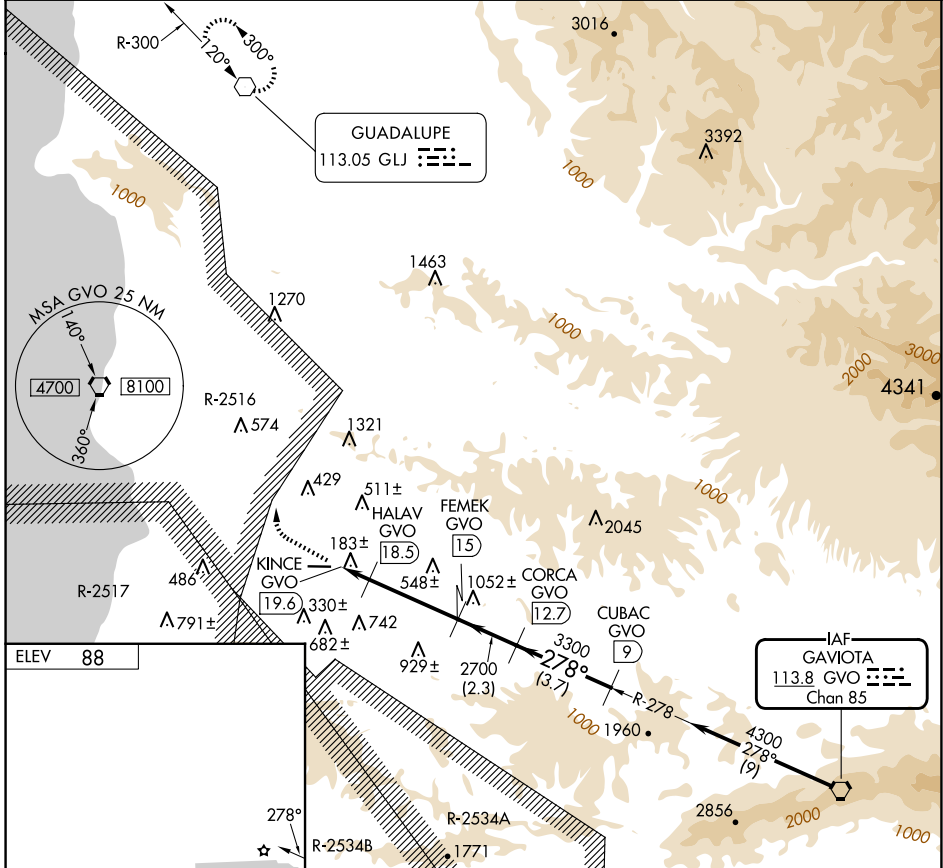 3016
R-300
120°
300°
GUADALUPE
113.05 GLJ
3392
1000
1000
1463
MSA GVO 25 NM
140°
4700
8100
360°
1270
1000
3000
2000
4341
R-2516
574
1321
429
511±
1000
HALAV
GVO
18.5
FEMEK
GVO
15
2045
KINCE
GVO
19.6
183±
548±
1052±
CORCA
GVO
12.7
486
R-2517
791±
330±
682±
742
929±
CUBAC
GVO
9
3300
278°
(3.7)
2700
(2.3)
R-278
IAF
GAVIOTA
113.8 GVO
Chan 85
ELEV 88
1000
1960
4300
278°
(9)
278°
R-2534B
R-2534A
1771
2856
2000
1000